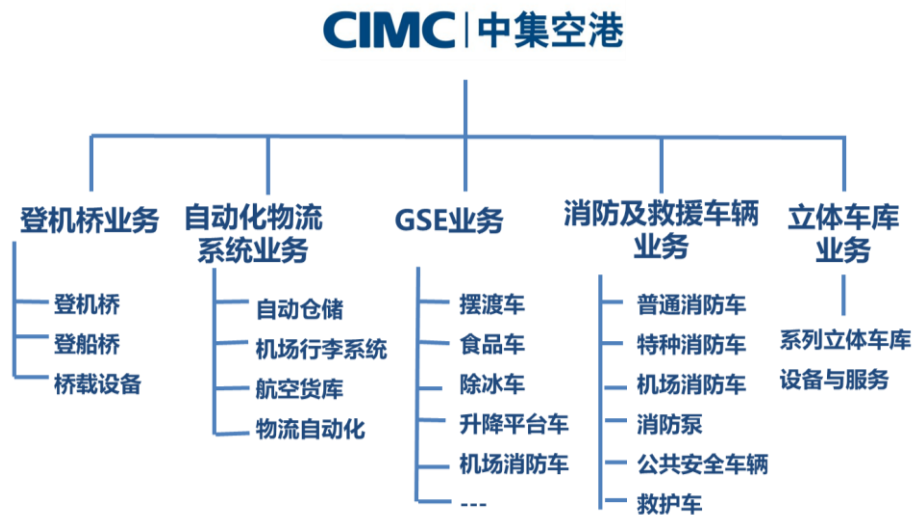 CIMC 中集空港
登机桥业务
登机桥
登船桥
桥载设备
自动化物流
系统业务
自动仓储
机场行李系统
航空货库
物流自动化
GSE业务
摆渡车
食品车
除冰车
升降平台车
机场消防车
---
消防及救援车辆
业务
普通消防车
特种消防车
机场消防车
消防泵
公共安全车辆
救护车
立体车库
业务
系列立体车库
设备与服务